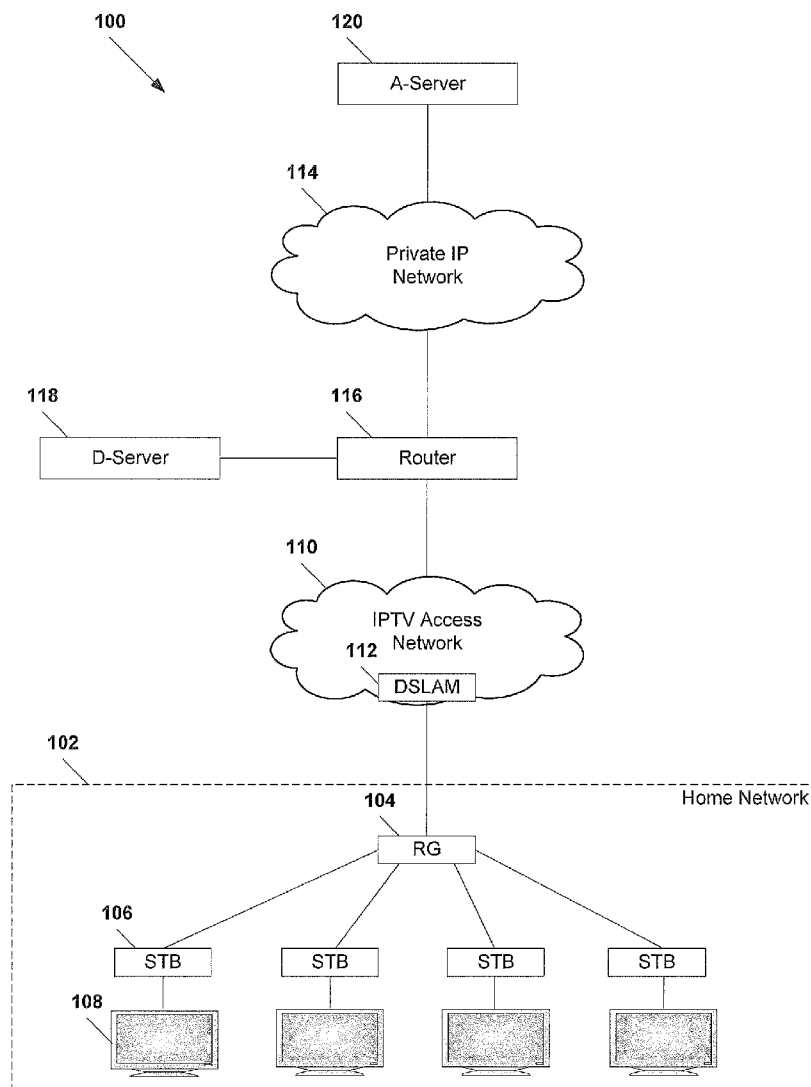 100
120
A-Server
114
Private IP
Network
118
116
D-Server
Router
110
IPTV Access
Network
112
DSLAM
102
Home Network
104
RG
106
STB
STB
STB
STB
108